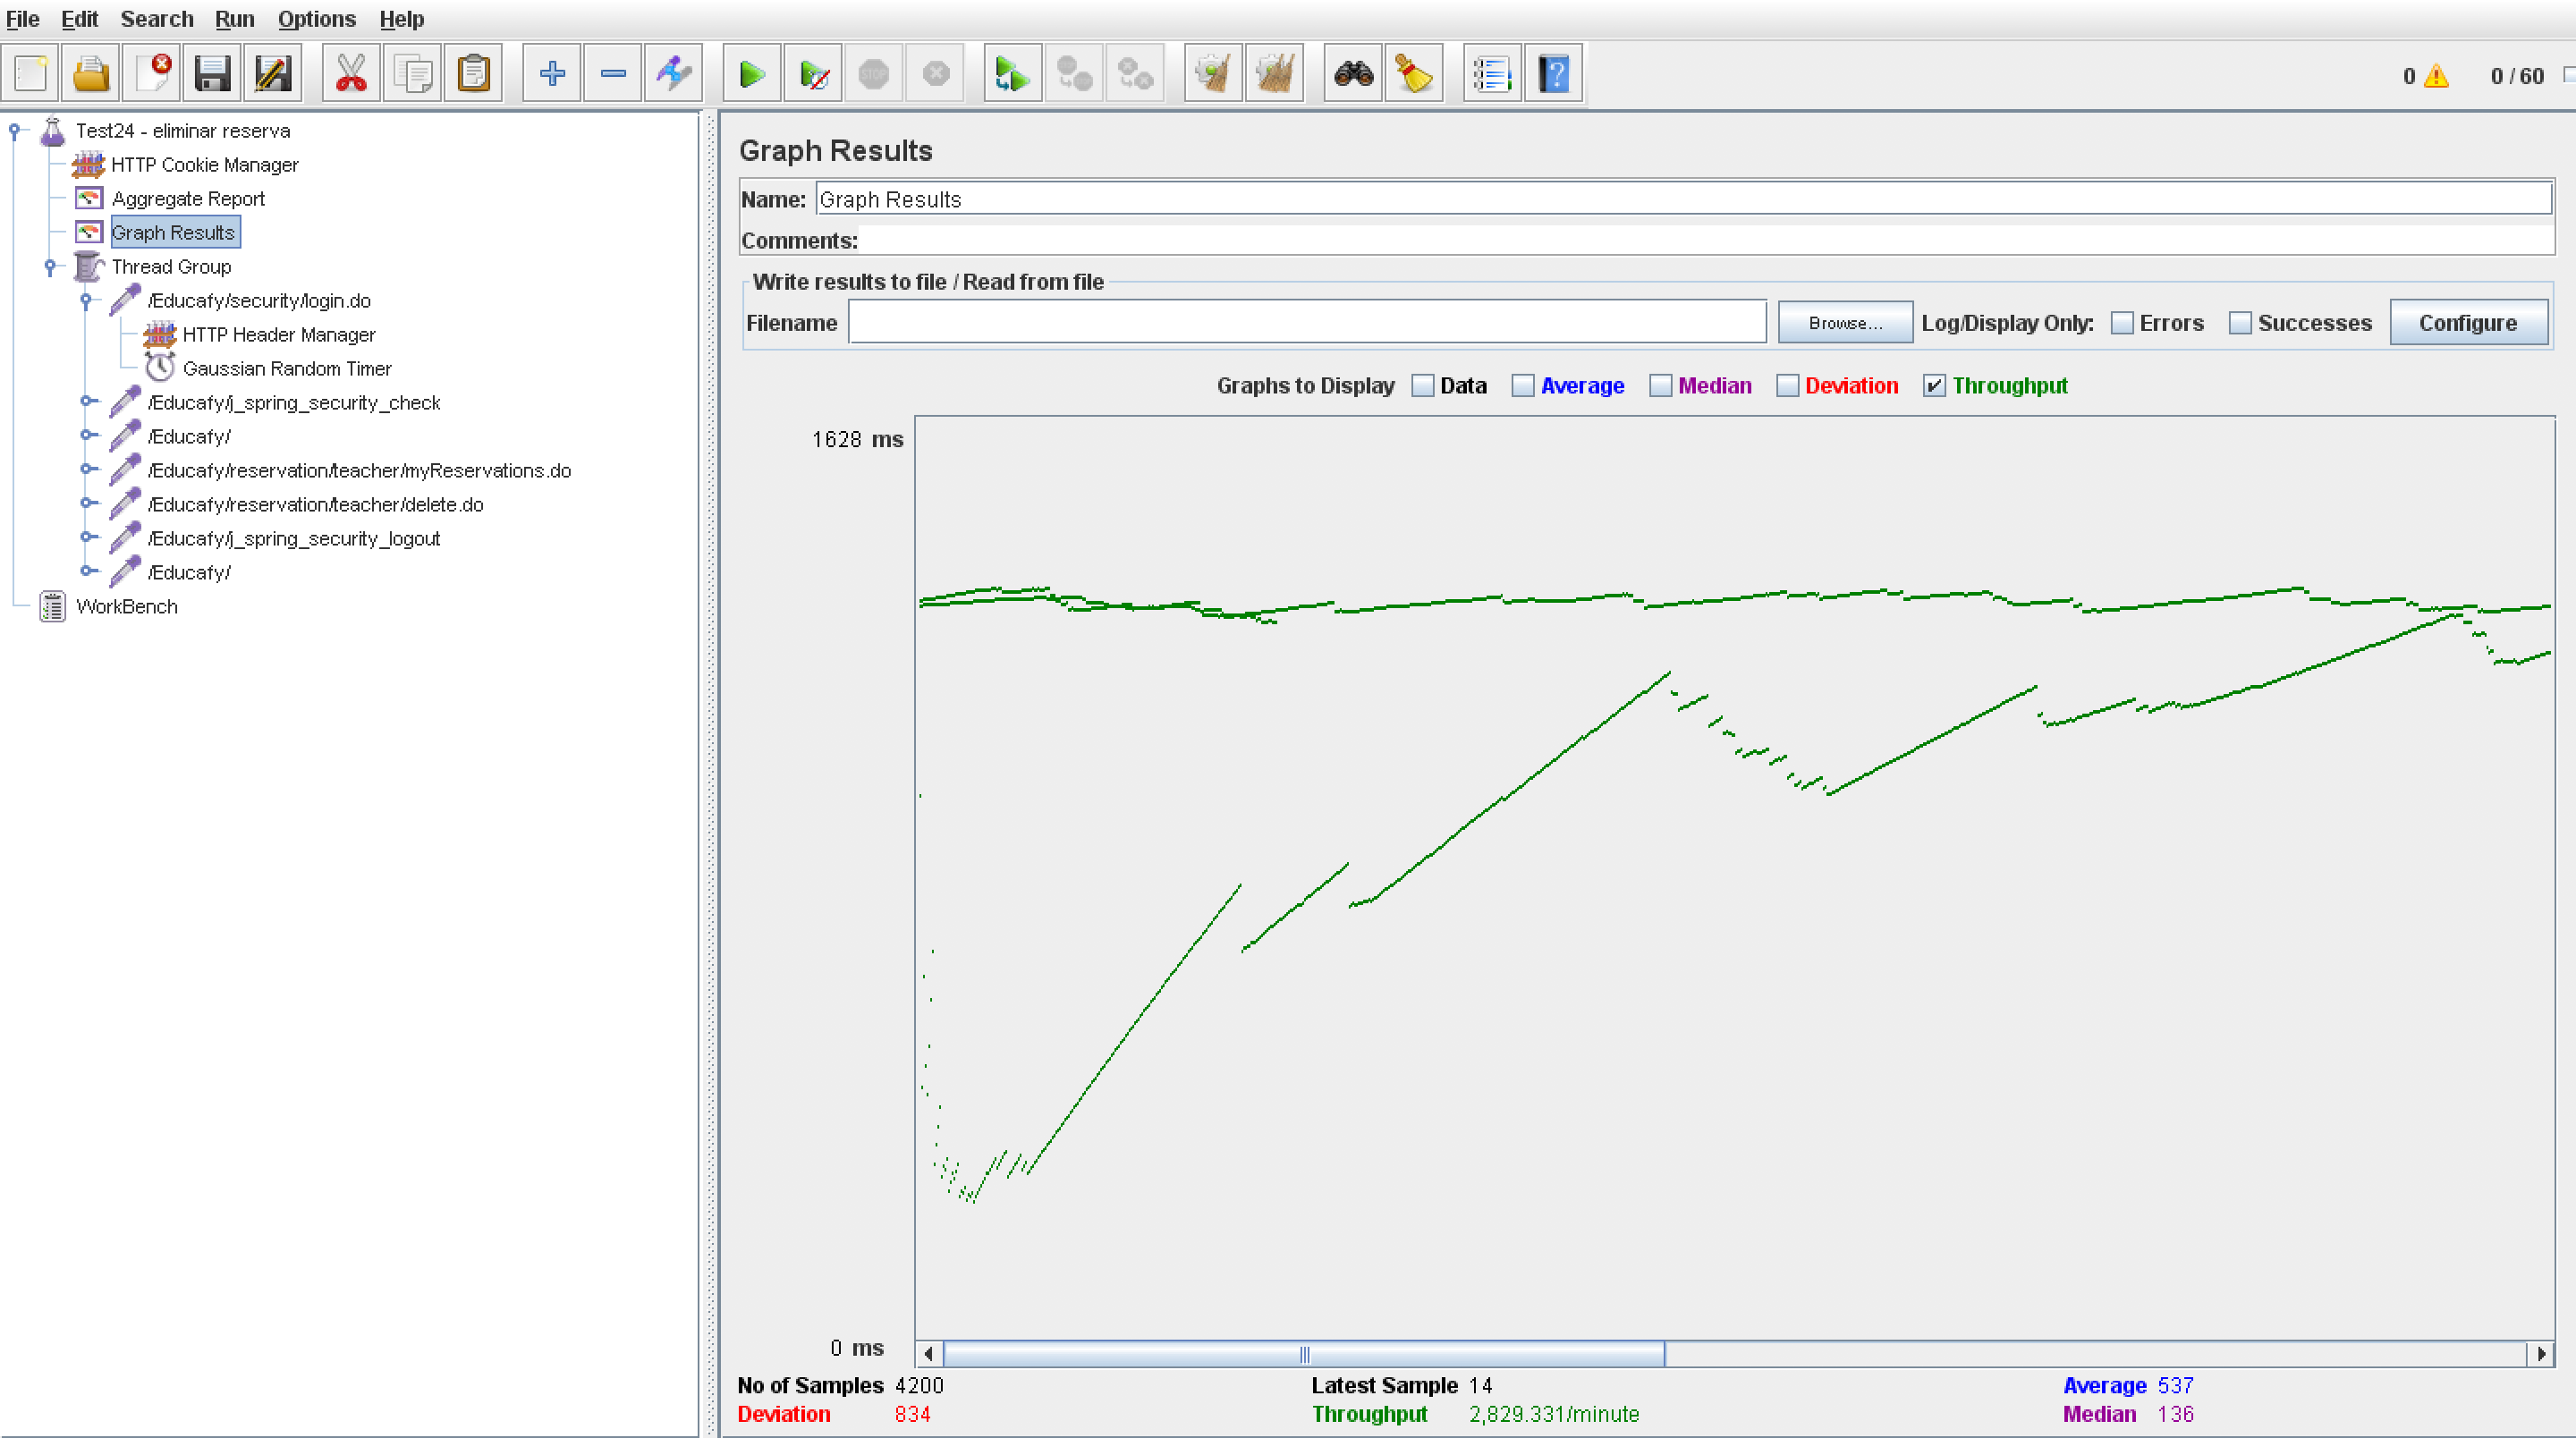 File Edit Search Run Options Help
STOP
0 0 / 60
Test24 - eliminar reserva
HTTP Cookie Manager
Aggregate Report
Graph Results
Thread Group
/Educafy/security/login.do
HTTP Header Manager
Gaussian Random Timer
/Educafy/j_spring_security_check
/Educafy/
/Educafy/reservation/teacher/myReservations.do
/Educafy/reservation/teacher/delete.do
/Educafy/j_spring_security_logout
/Educafy/
WorkBench
Graph Results
Name: Graph Results
Comments:
Write results to file / Read from file
Filename Browse... Log/Display Only: Errors Successes Configure
Graphs to Display Data Average Median Deviation Throughput
1628 ms
0 ms
No of Samples 4200 Latest Sample 14 Average 537
Deviation 834 Throughput 2,829.331/minute Median 136